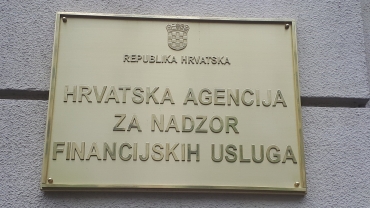 REPUBLIKA HRVATSKA
HRVATSKA AGENCIJA
ZA NADZOR
FINANCIJSKIH USLUGA